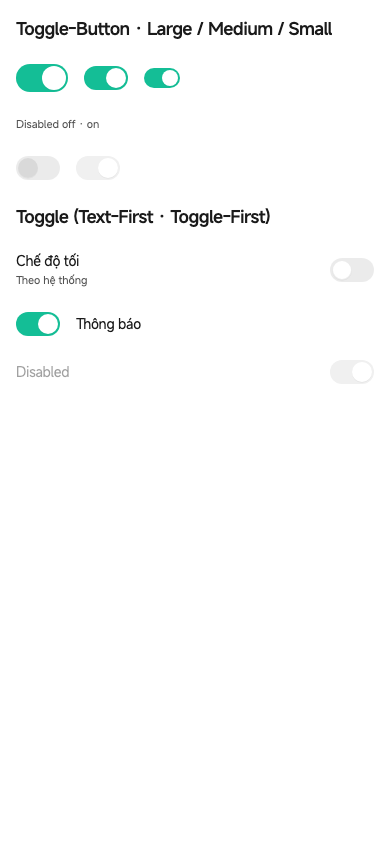 Toggle-Button · Large / Medium / Small
Disabled off · on
Toggle (Text-First · Toggle-First)
Chế độ tối
Theo hệ thống
Thông báo
Disabled